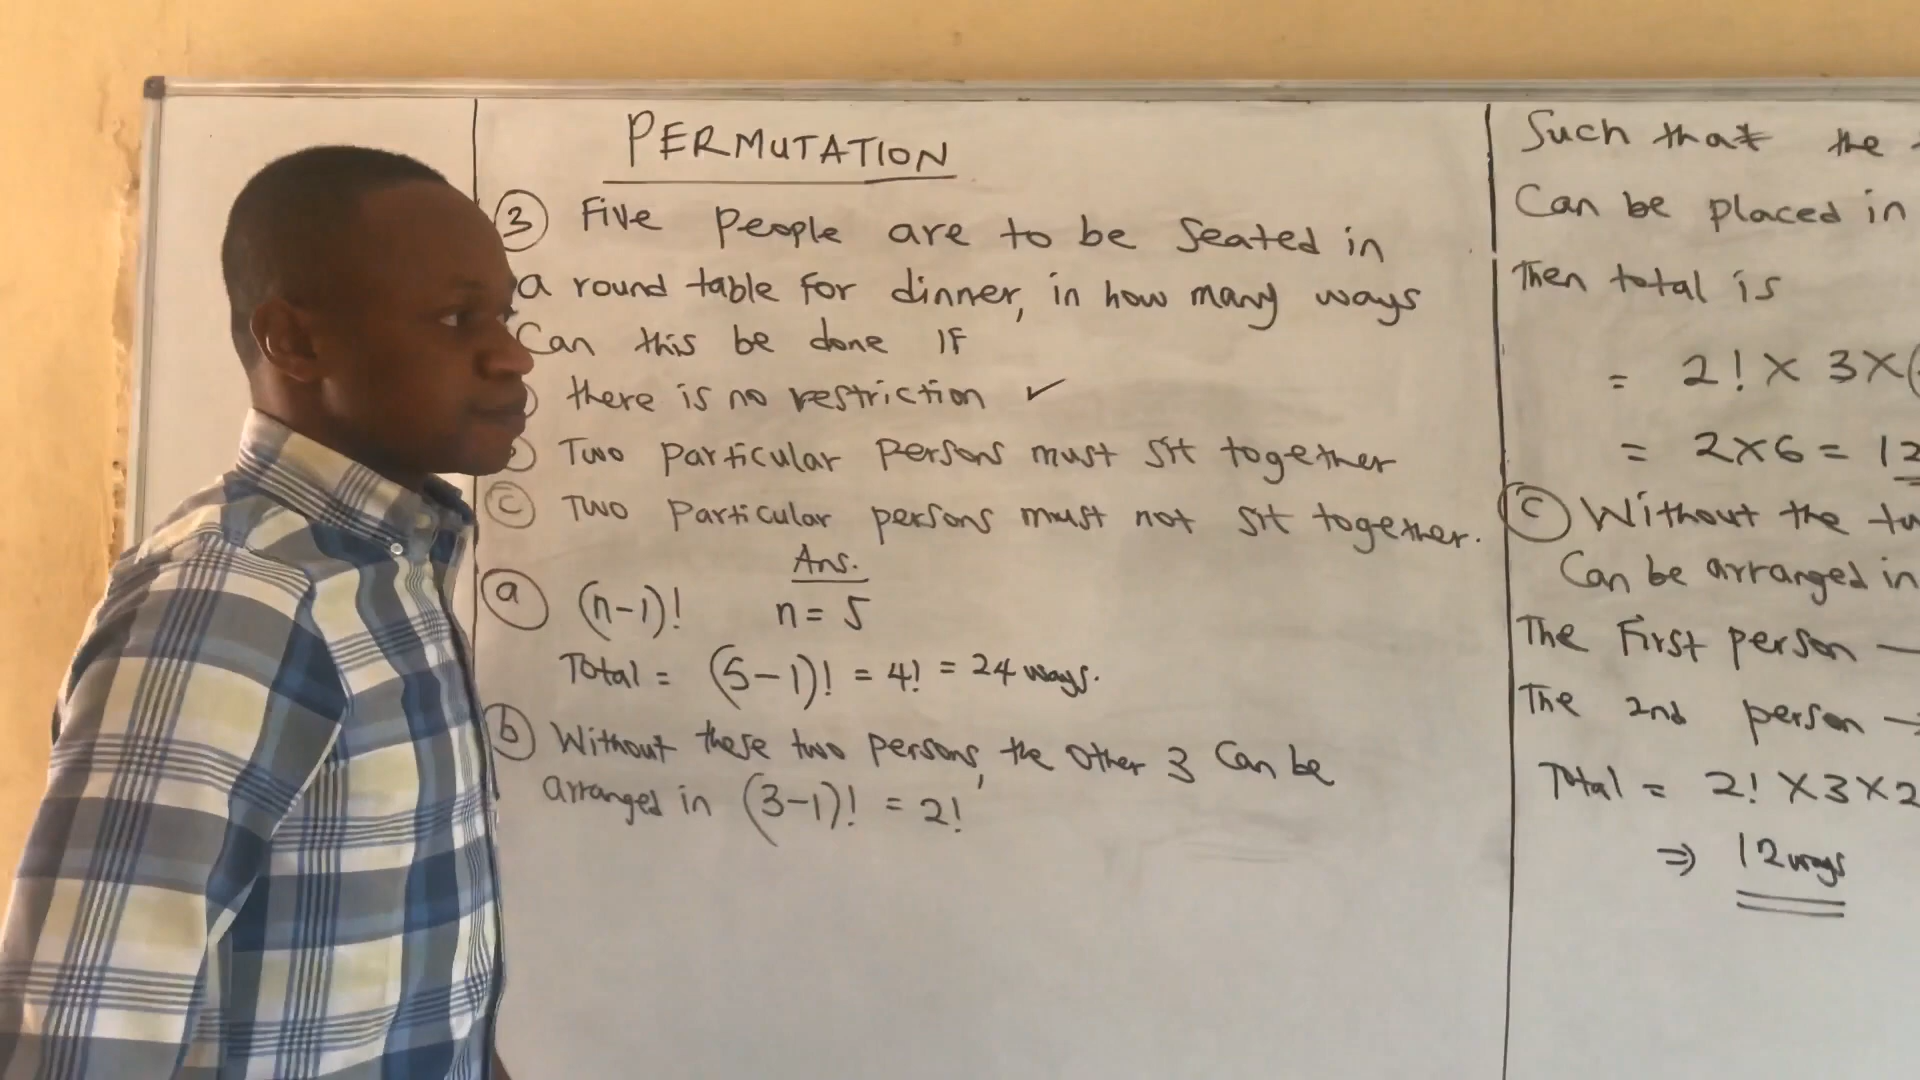 PERMUTATION
3 Five people are to be seated in
a round table for dinner, in how many ways
Can this be done IF
there is no restriction ✓
Two particular persons must sit together
c Two particular persons must not sit together.
Ans.
a (n-1)! n = 5
Total = (5-1)! = 4! = 24 ways.
b Without these two persons, the other 3 can be
arranged in (3-1)! = 2!
Such that the
Can be placed in
Then total is
= 2! X 3 X (
= 2X6 = 12
c Without the
Can be arranged in
The First person —
The 2nd person →
Total = 2! X 3 X 2
⇒ 12 ways